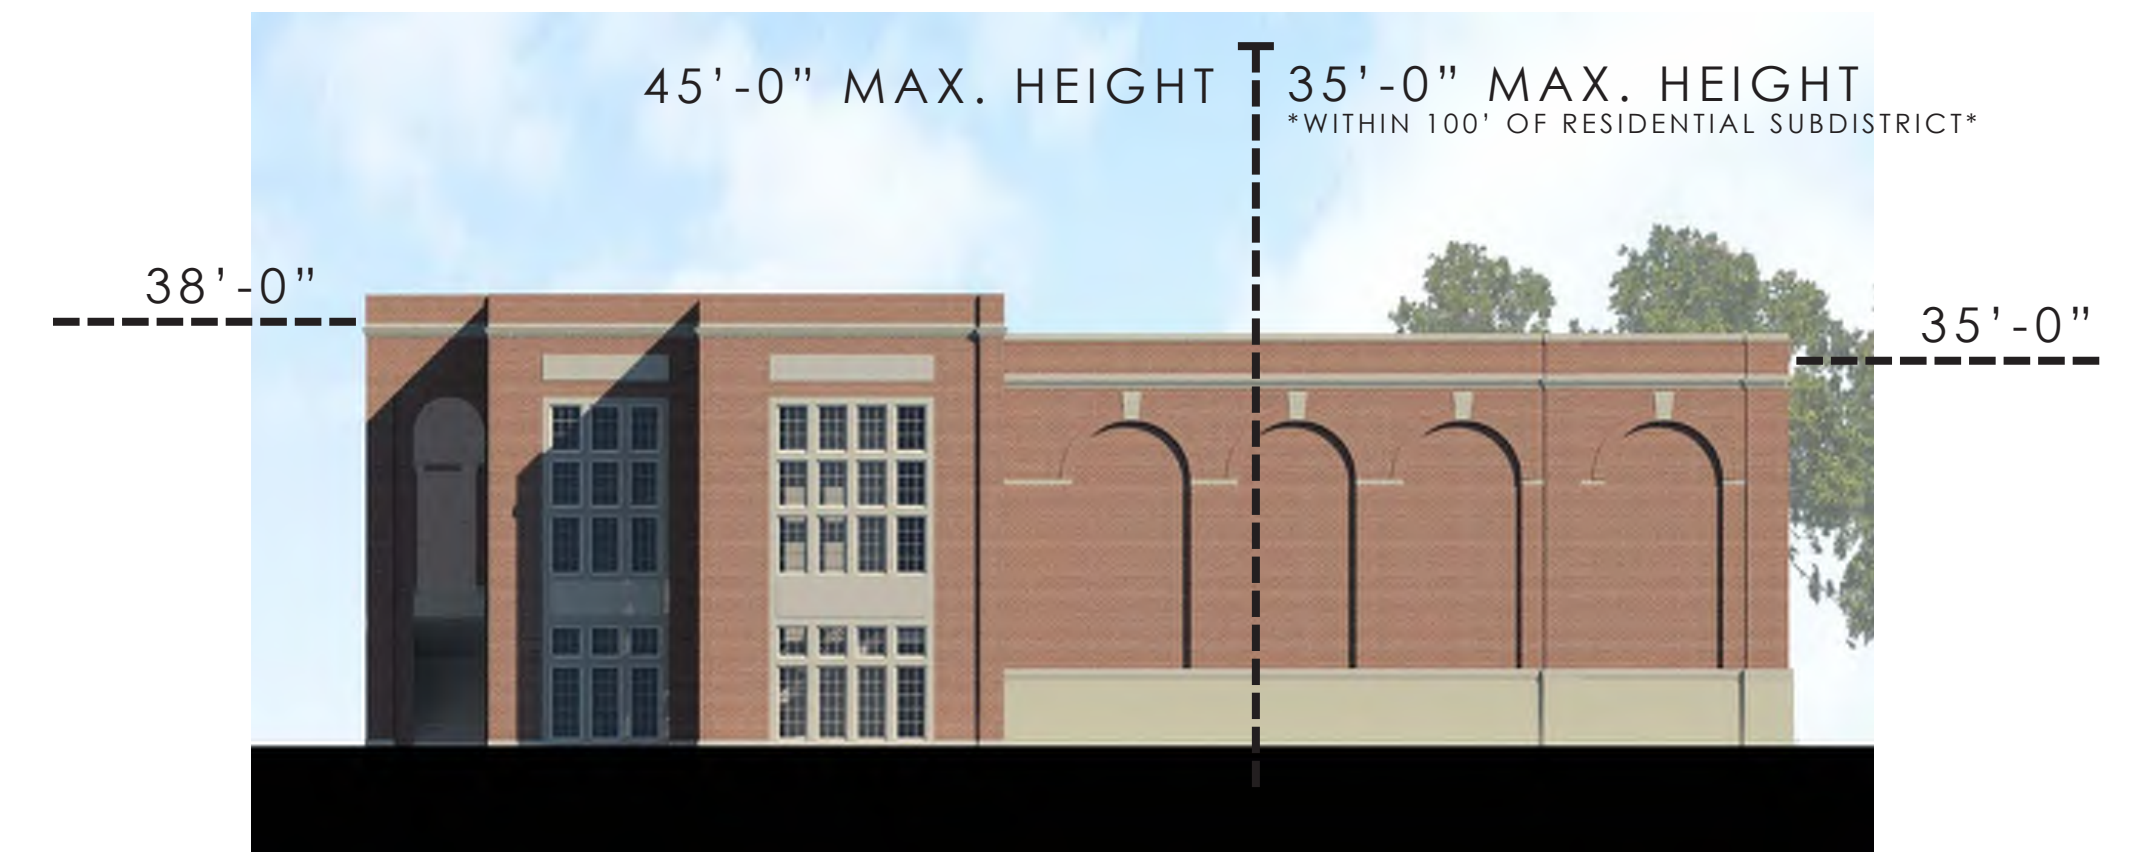 45'-0” MAX. HEIGHT
35'-0” MAX. HEIGHT
*WITHIN 100' OF RESIDENTIAL SUBDISTRICT*
38'-0”
35'-0”